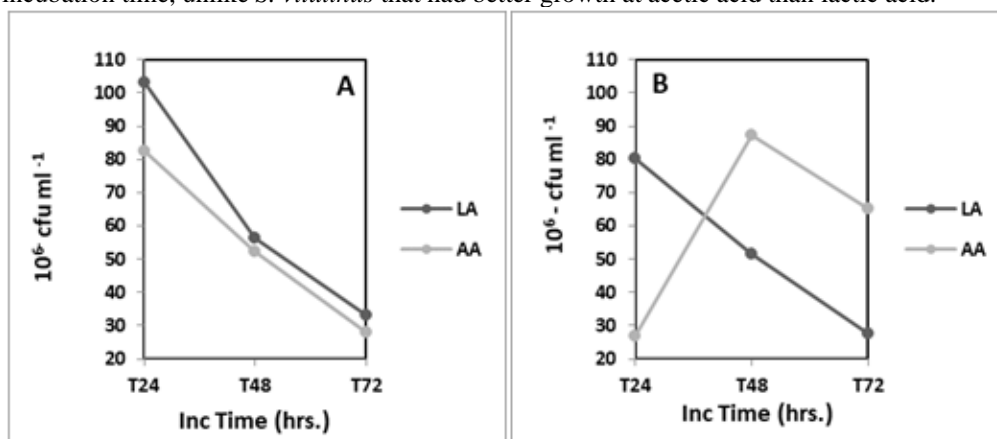 incubation time, unlike S. vitulinus that had better growth at acetic acid than lactic acid.
A
110
100
90
80
70
60
50
40
30
20
10⁶⁻ cfu ml ⁻¹
T24 T48 T72
Inc Time (hrs.)
LA
AA
B
110
100
90
80
70
60
50
40
30
20
10⁶ - cfu ml ⁻¹
T24 T48 T72
Inc Time (hrs.)
LA
AA